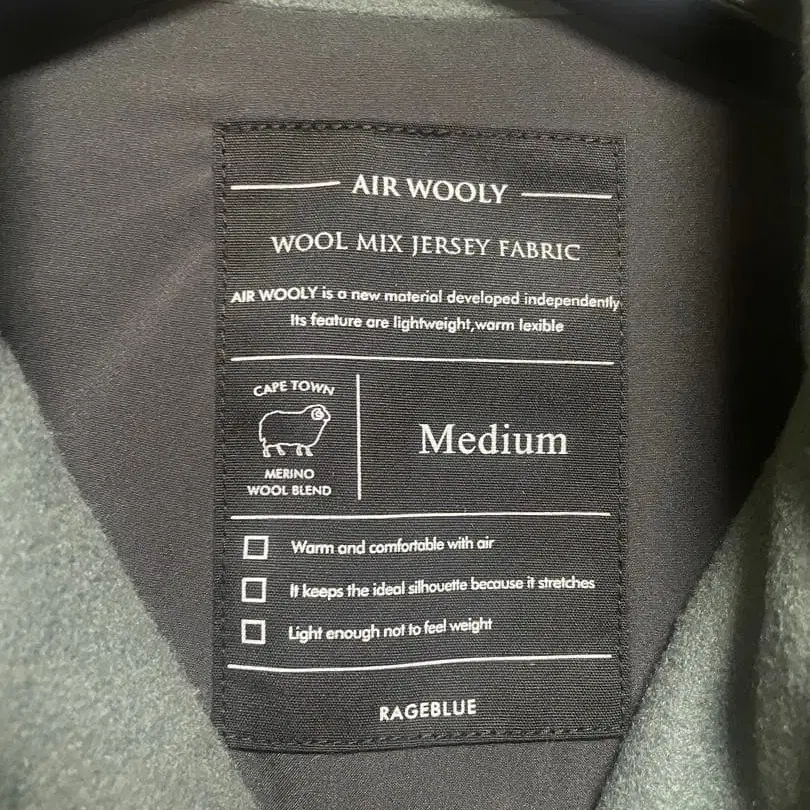 AIR WOOLY
WOOL MIX JERSEY FABRIC
AIR WOOLY is a new material developed independently
Its feature are lightweight,warm lexible
CAPE TOWN
MERINO
WOOL BLEND
Medium
Warm and comfortable with air
It keeps the ideal silhouette because it stretches
Light enough not to feel weight
RAGEBLUE